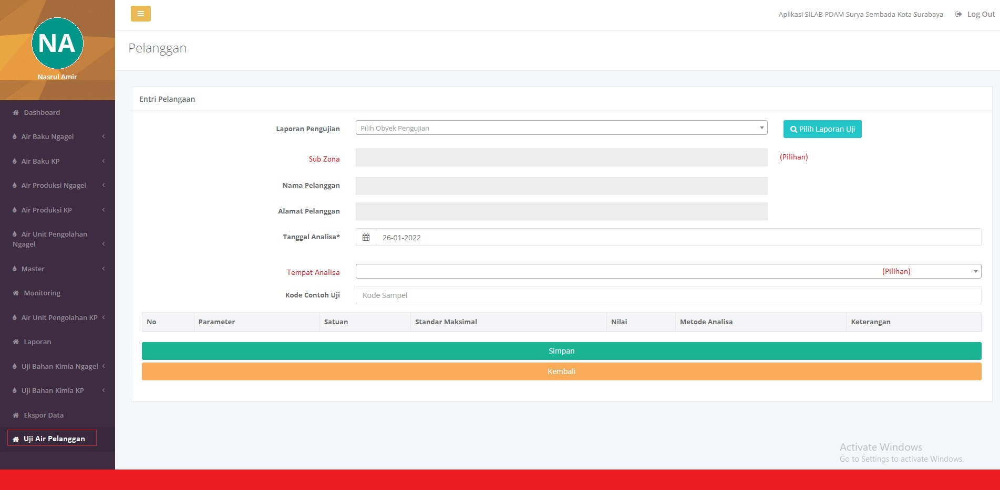 Aplikasi SILAB PDAM Surya Sembada Kota Surabaya
Log Out
NA
Nasrul Amir
Dashboard
Air Baku Ngagel
Air Baku KP
Air Produksi Ngagel
Air Produksi KP
Air Unit Pengolahan
Ngagel
Master
Monitoring
Air Unit Pengolahan KP
Laporan
Uji Bahan Kimia Ngagel
Uji Bahan Kimia KP
Ekspor Data
Uji Air Pelanggan
Pelanggan
Entri Pelangaan
Laporan Pengujian Pilih Obyek Pengujian Pilih Laporan Uji
Sub Zona (Pilihan)
Nama Pelanggan
Alamat Pelanggan
Tanggal Analisa* 26-01-2022
Tempat Analisa (Pilihan)
Kode Contoh Uji Kode Sampel
No Parameter Satuan Standar Maksimal Nilai Metode Analisa Keterangan
Simpan
Kembali
Activate Windows
Go to Settings to activate Windows.